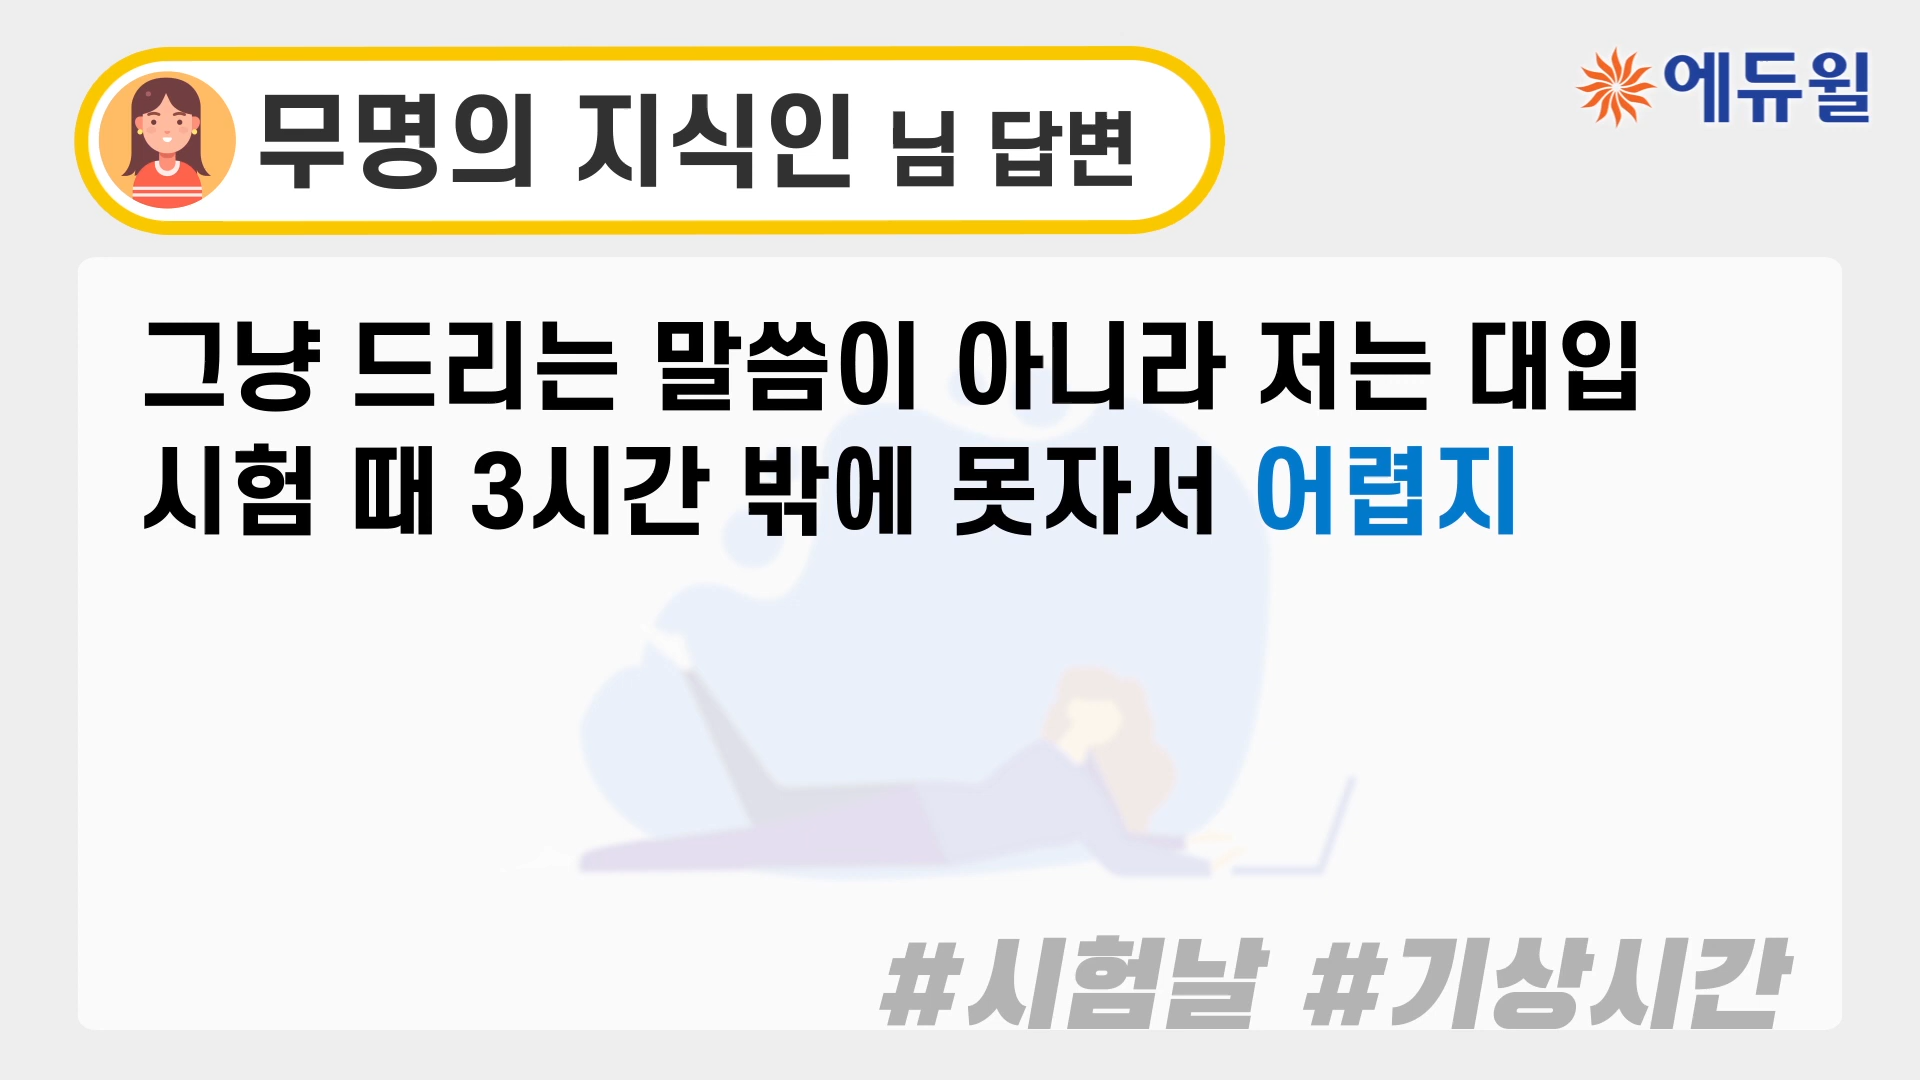 무명의 지식인 님 답변
에듀윌
그냥 드리는 말씀이 아니라 저는 대입
시험 때 3시간 밖에 못자서 어렵지
#시험날 #기상시간